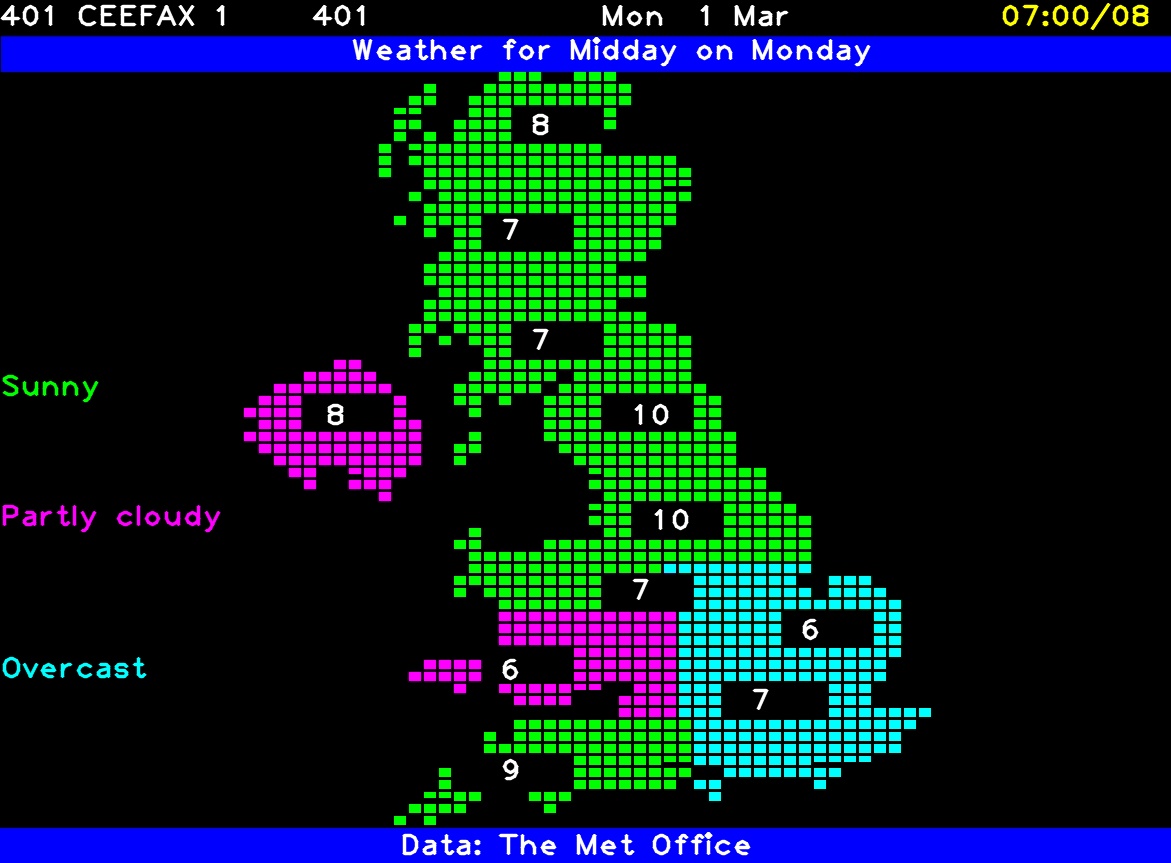 401 CEEFAX 1 401 Mon 1 Mar 07:00/08
Weather for Midday on Monday
8
7
7
Sunny
8 10
Partly cloudy
10
7
6
Overcast
6
7
9
Data: The Met Office